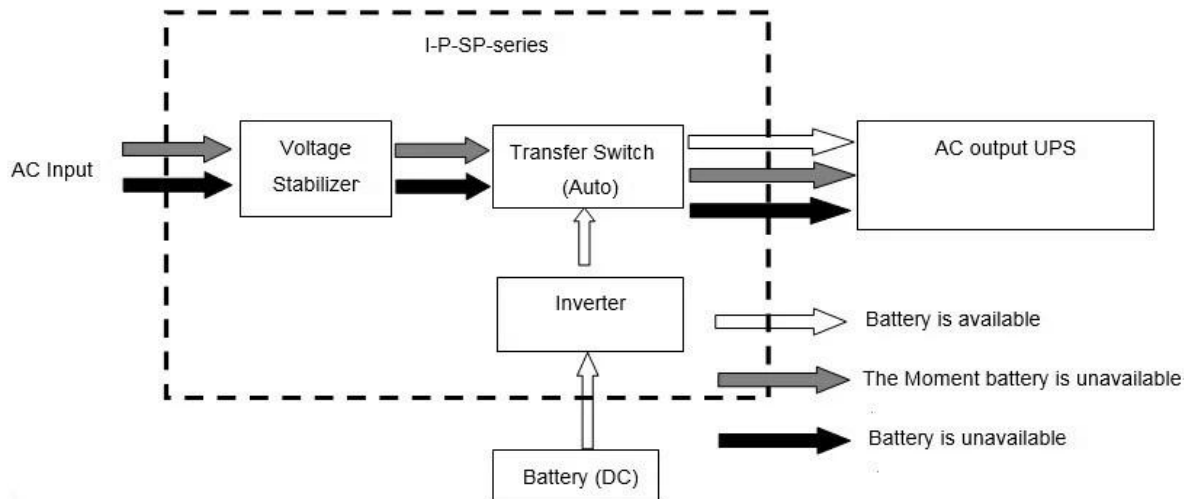 I-P-SP-series
AC Input
Voltage
Stabilizer
Transfer Switch
(Auto)
AC output UPS
Inverter
Battery is available
The Moment battery is unavailable
Battery is unavailable
Battery (DC)